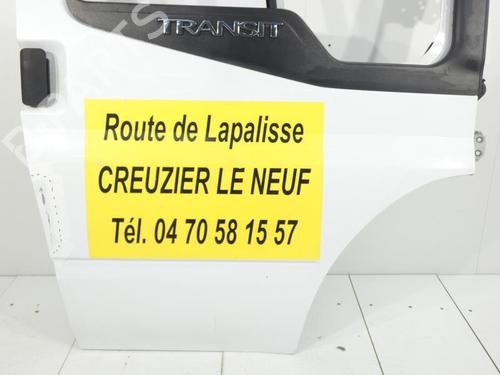 TRANSIT
Route de Lapalisse
CREUZIER LE NEUF
Tél. 04 70 58 15 57